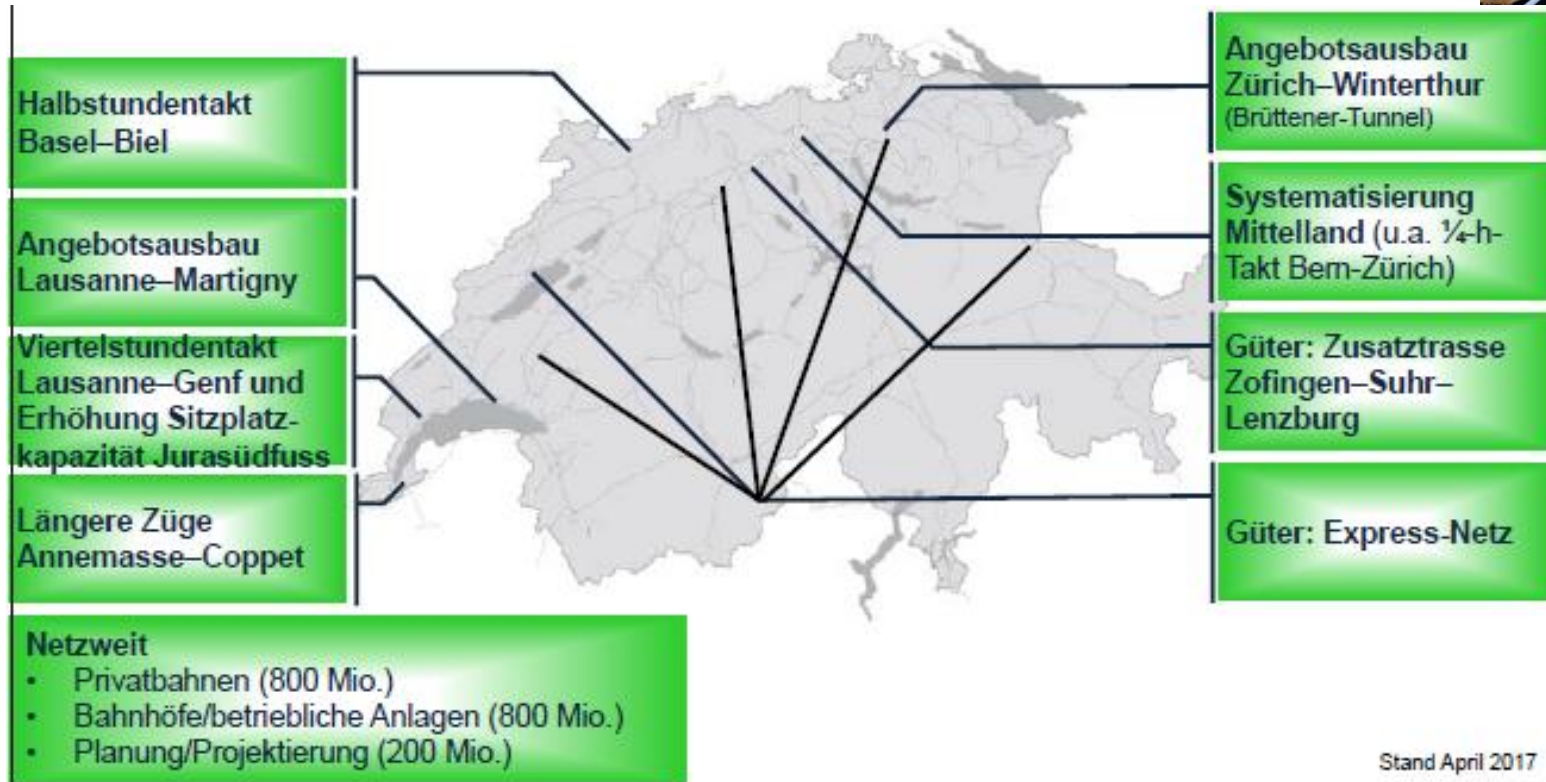 Halbstundentakt
Basel–Biel
Angebotsausbau
Lausanne–Martigny
Viertelstundentakt
Lausanne–Genf und
Erhöhung Sitzplatz-
kapazität Jurasüdfuss
Längere Züge
Annemasse–Coppet
Angebotsausbau
Zürich–Winterthur
(Brüttener-Tunnel)
Systematisierung
Mittelland (u.a. ¼-h-
Takt Bern-Zürich)
Güter: Zusatztrasse
Zofingen–Suhr–
Lenzburg
Güter: Express-Netz
Netzweit
• Privatbahnen (800 Mio.)
• Bahnhöfe/betriebliche Anlagen (800 Mio.)
• Planung/Projektierung (200 Mio.)
Stand April 2017